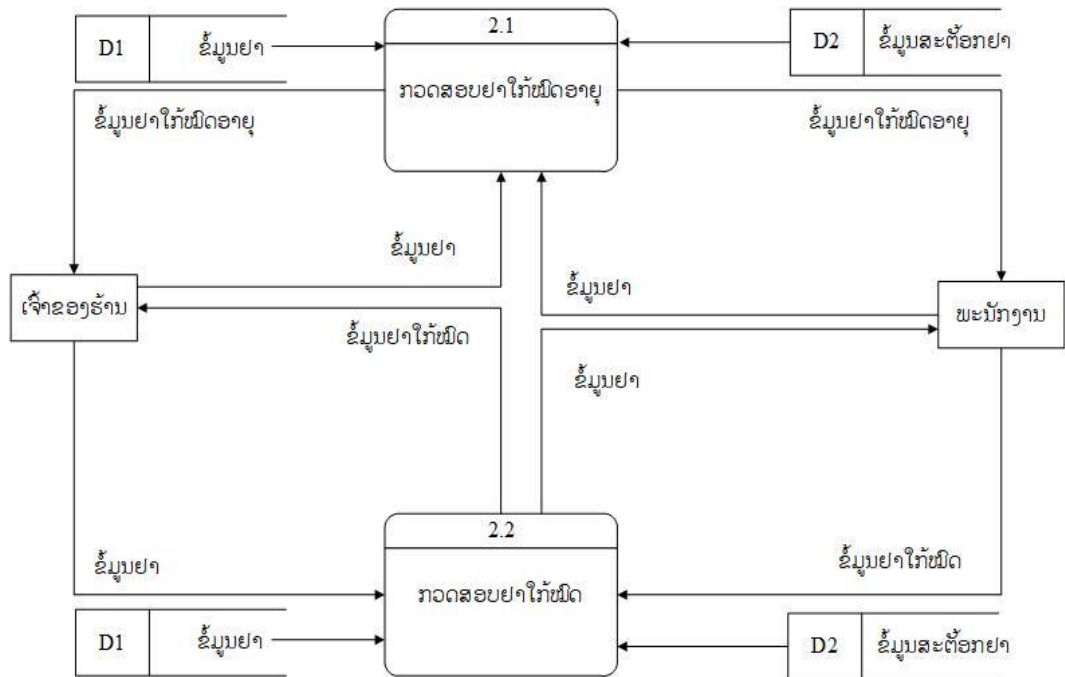 2.1
D1 ຂໍ້ມູນຢາ
D2 ຂໍ້ມູນສະຕ໋ອກຢາ
ກວດສອບຢາໃກ້ໝົດອາຍຸ
ຂໍ້ມູນຢາໃກ້ໝົດອາຍຸ
ຂໍ້ມູນຢາໃກ້ໝົດອາຍຸ
ຂໍ້ມູນຢາ
ຂໍ້ມູນຢາ
ເຈົ້າຂອງຮ້ານ
ພະນັກງານ
ຂໍ້ມູນຢາໃກ້ໝົດ
ຂໍ້ມູນຢາ
2.2
ຂໍ້ມູນຢາ
ຂໍ້ມູນຢາໃກ້ໝົດ
ກວດສອບຢາໃກ້ໝົດ
D1 ຂໍ້ມູນຢາ
D2 ຂໍ້ມູນສະຕ໋ອກຢາ